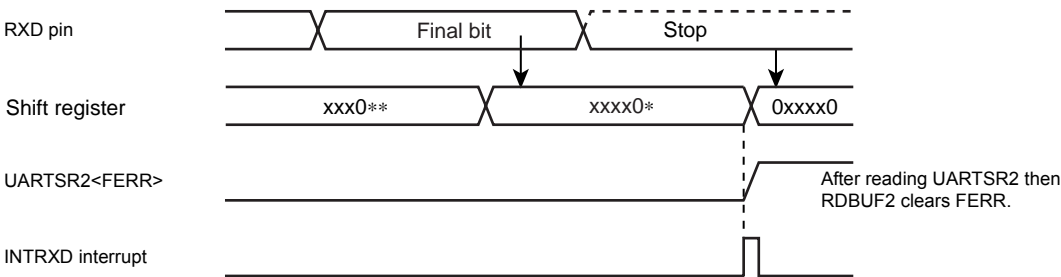 RXD pin
Final bit
Stop
Shift register
xxx0**
xxxx0*
0xxxx0
UARTSR2<FERR>
After reading UARTSR2 then
RDBUF2 clears FERR.
INTRXD interrupt